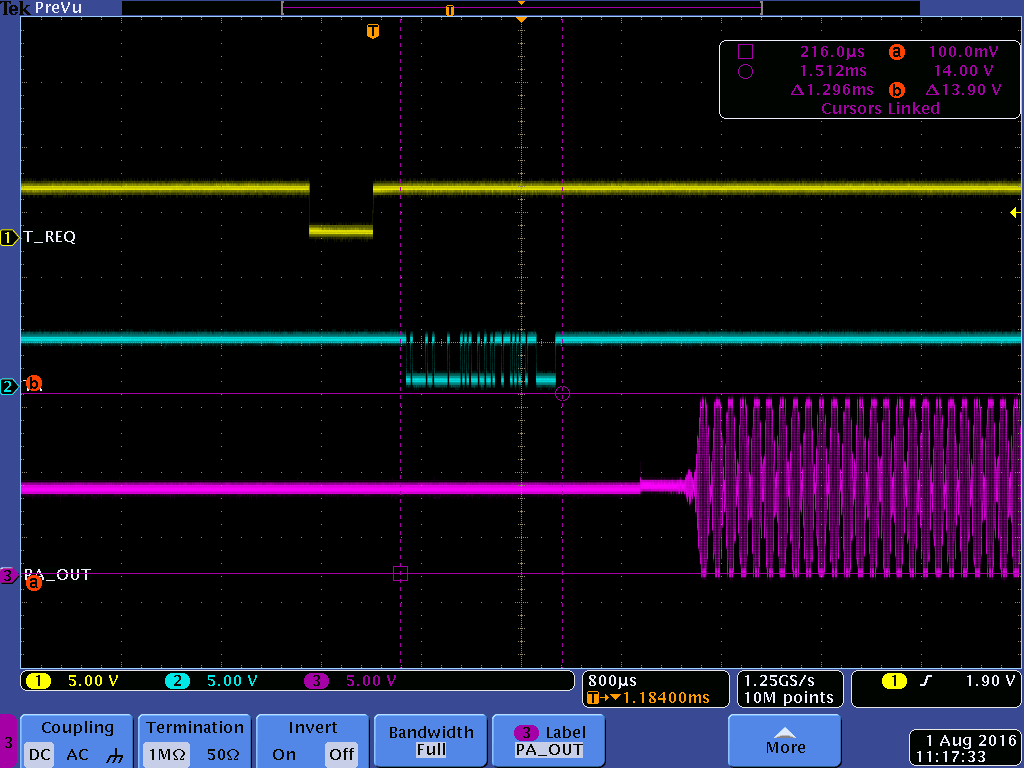 Tek PreVu
T
T
216.0µs a 100.0mV
1.512ms 14.00 V
Δ1.296ms b Δ13.90 V
Cursors Linked
1 T_REQ
2 b
3 PA_OUT
a
1 5.00 V 2 5.00 V 3 5.00 V
800µs
T→▼1.18400ms
1.25GS/s
10M points
1 1.90 V
3
Coupling
DC AC
Termination
1MΩ 50Ω
Invert
On Off
Bandwidth
Full
3 Label
PA_OUT
More
1 Aug 2016
11:17:33